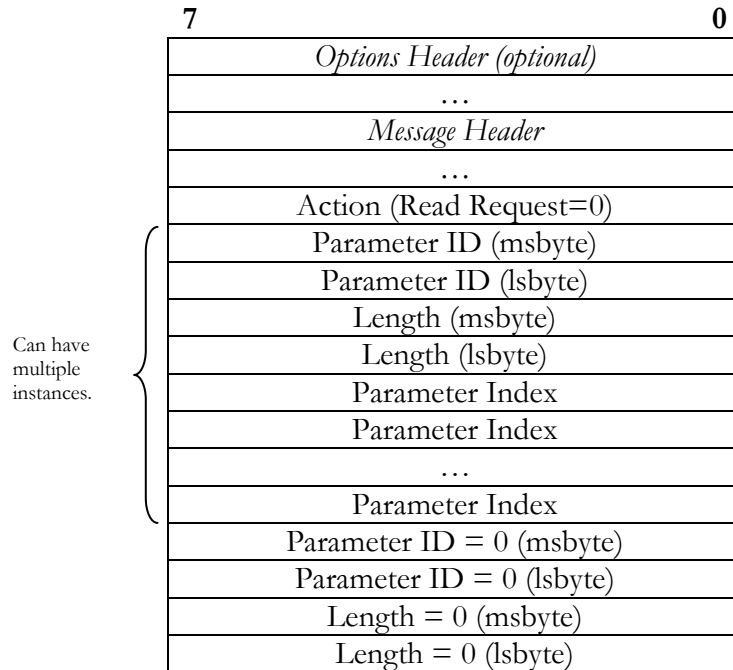 7 0
Options Header (optional)
…
Message Header
…
Action (Read Request=0)
Parameter ID (msbyte)
Parameter ID (lsbyte)
Length (msbyte)
Length (lsbyte)
Parameter Index
Parameter Index
…
Parameter Index
Can have
multiple
instances.
Parameter ID = 0 (msbyte)
Parameter ID = 0 (lsbyte)
Length = 0 (msbyte)
Length = 0 (lsbyte)